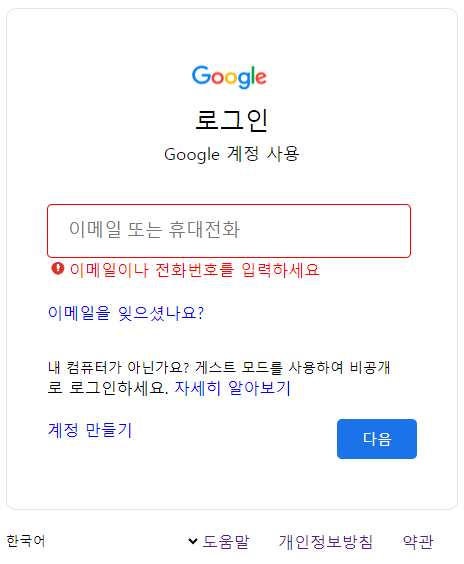 Google
로그인
Google 계정 사용
이메일 또는 휴대전화
이메일이나 전화번호를 입력하세요
이메일을 잊으셨나요?
내 컴퓨터가 아닌가요? 게스트 모드를 사용하여 비공개
로 로그인하세요. 자세히 알아보기
계정 만들기 다음
한국어 도움말 개인정보방침 약관